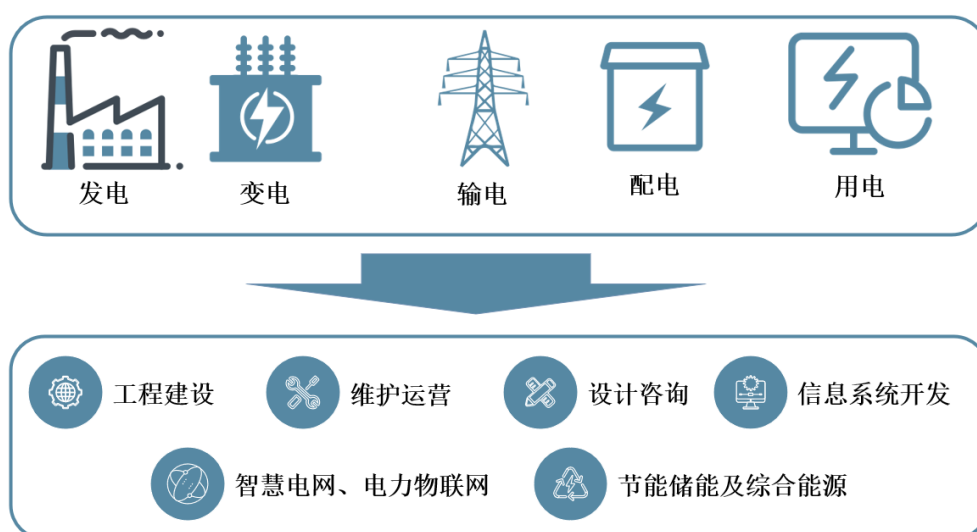 发电
变电
输电
配电
用电
工程建设
维护运营
设计咨询
信息系统开发
智慧电网、电力物联网
节能储能及综合能源